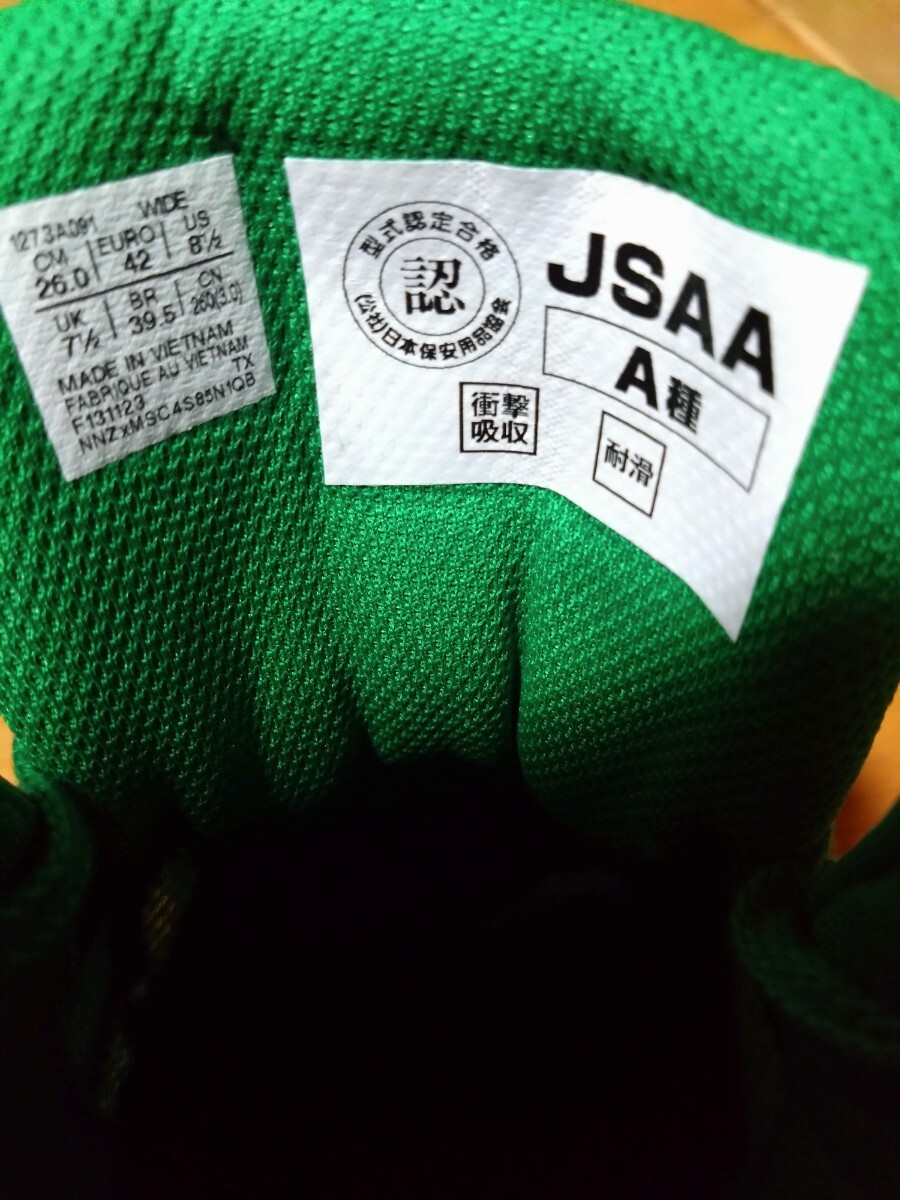 1273A091 WIDE
CM EURO US
26.0 42 8½
UK BR CN
7½ 39.5 260(3.0)
MADE IN VIETNAM
FABRIQUE AU VIETNAM
F131123 TX
NNZxMSC4S85N1QB
型式認定合格
認
(公社)日本保安用品協会
JSAA
A種
衝撃
吸収
耐滑